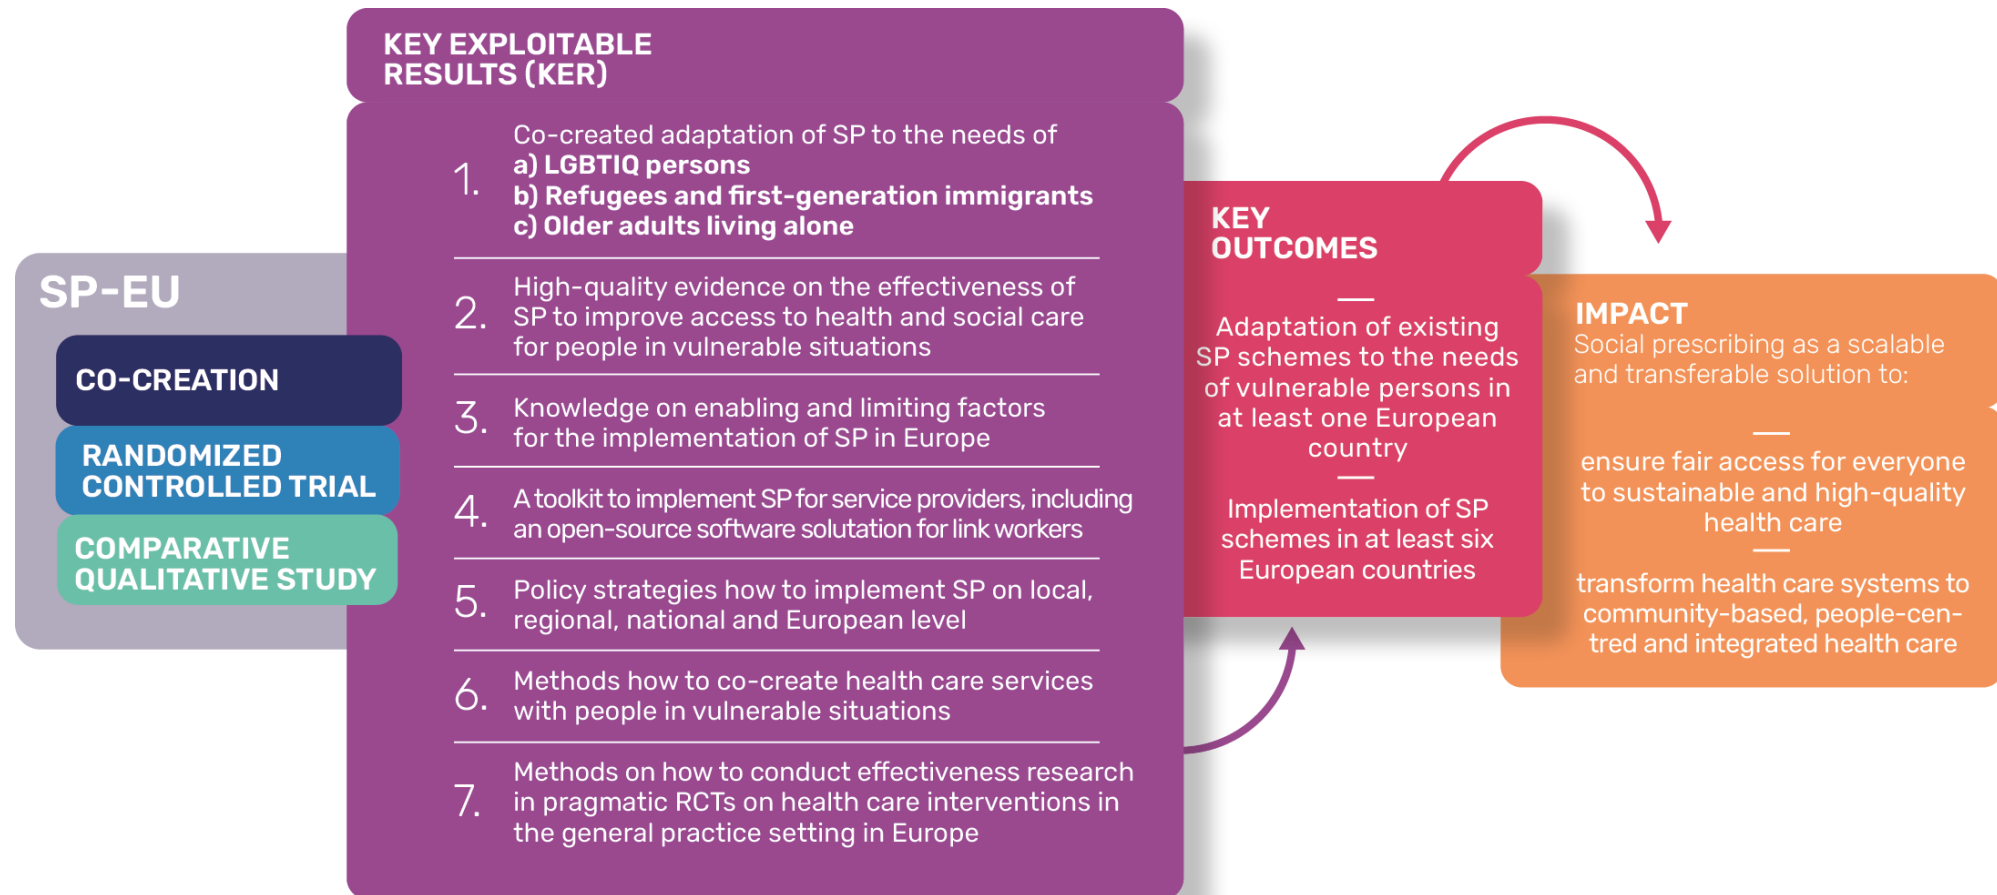 SP-EU
CO-CREATION
RANDOMIZED
CONTROLLED TRIAL
COMPARATIVE
QUALITATIVE STUDY
KEY EXPLOITABLE
RESULTS (KER)
1.
Co-created adaptation of SP to the needs of
a) LGBTIQ persons
b) Refugees and first-generation immigrants
c) Older adults living alone
2.
High-quality evidence on the effectiveness of
SP to improve access to health and social care
for people in vulnerable situations
3.
Knowledge on enabling and limiting factors
for the implementation of SP in Europe
4.
A toolkit to implement SP for service providers, including
an open-source software solutation for link workers
5.
Policy strategies how to implement SP on local,
regional, national and European level
6.
Methods how to co-create health care services
with people in vulnerable situations
7.
Methods on how to conduct effectiveness research
in pragmatic RCTs on health care interventions in
the general practice setting in Europe
KEY
OUTCOMES
Adaptation of existing
SP schemes to the needs
of vulnerable persons in
at least one European
country
Implementation of SP
schemes in at least six
European countries
IMPACT
Social prescribing as a scalable
and transferable solution to:
ensure fair access for everyone
to sustainable and high-quality
health care
transform health care systems to
community-based, people-cen-
tred and integrated health care